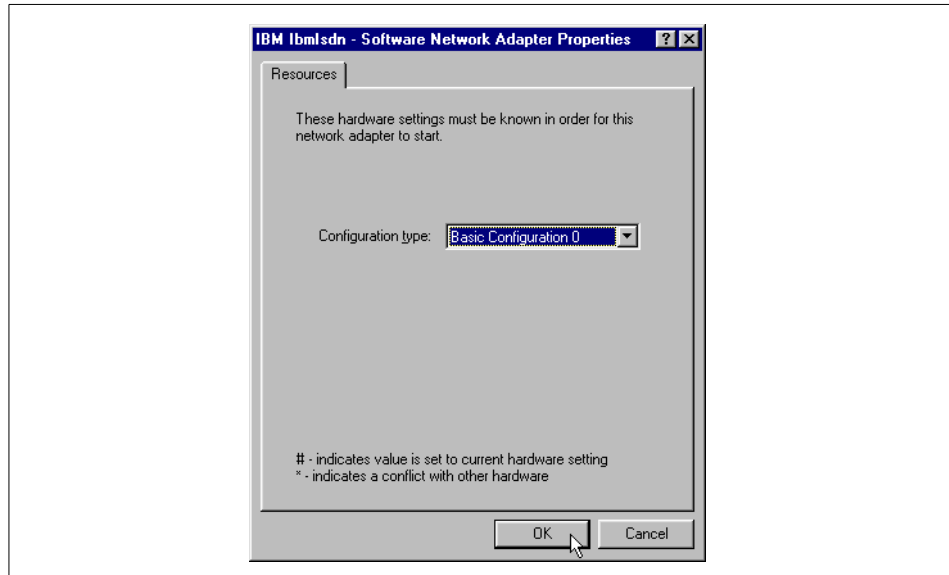 IBM IbmIsdn - Software Network Adapter Properties
Resources
These hardware settings must be known in order for this
network adapter to start.
Configuration type: Basic Configuration 0
# - indicates value is set to current hardware setting
* - indicates a conflict with other hardware
OK Cancel